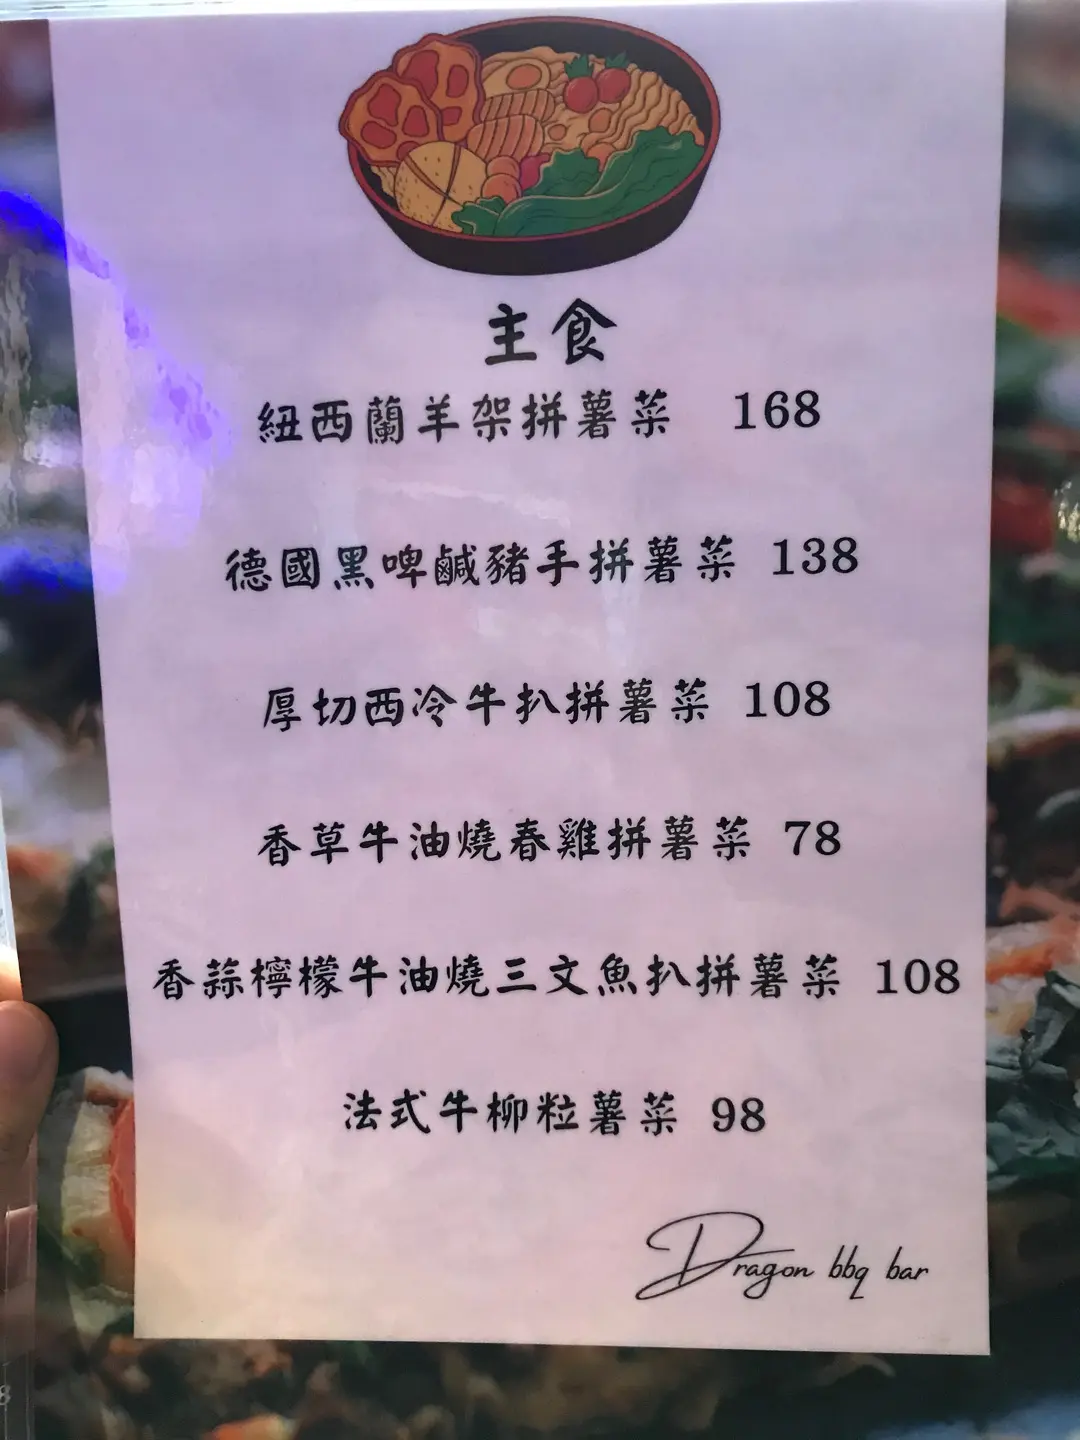 主食
紐西蘭羊架拼薯菜 168
德國黑啤鹹豬手拼薯菜 138
厚切西冷牛扒拼薯菜 108
香草牛油燒春雞拼薯菜 78
香蒜檸檬牛油燒三文魚扒拼薯菜 108
法式牛柳粒薯菜 98
Dragon bbq bar